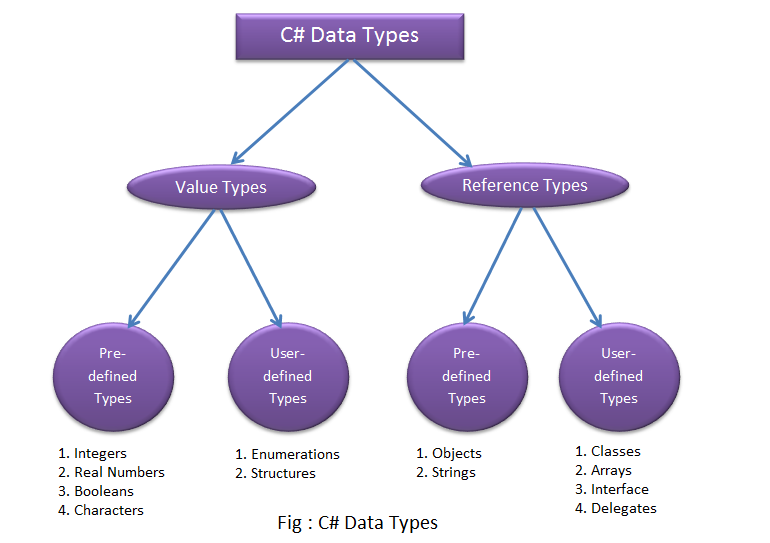 C# Data Types
Value Types
Reference Types
Pre-
defined
Types
User-
defined
Types
Pre-
defined
Types
User-
defined
Types
1. Integers
2. Real Numbers
3. Booleans
4. Characters
1. Enumerations
2. Structures
1. Objects
2. Strings
1. Classes
2. Arrays
3. Interface
4. Delegates
Fig : C# Data Types